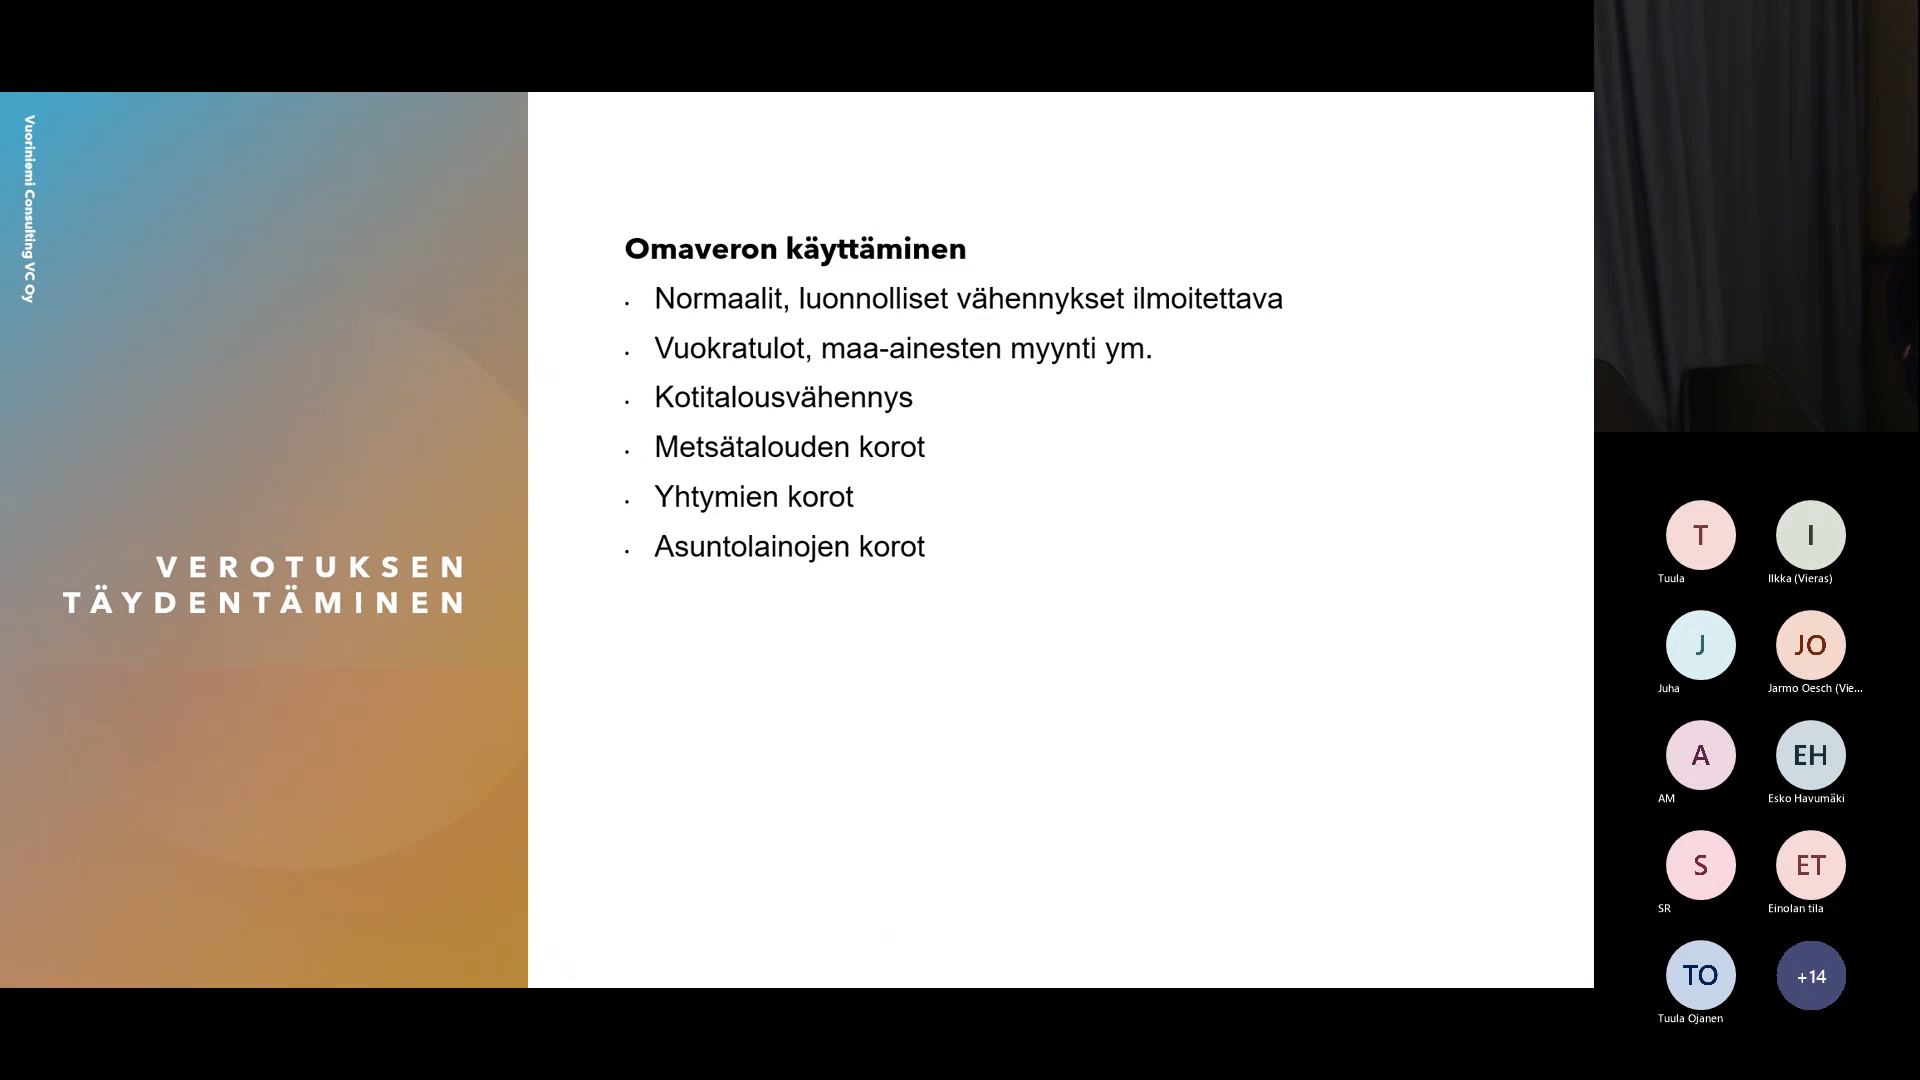 Vuoriniemi Consulting VC Oy
VEROTUKSEN
TÄYDENTÄMINEN
Omaveron käyttäminen
• Normaalit, luonnolliset vähennykset ilmoitettava
• Vuokratulot, maa-ainesten myynti ym.
• Kotitalousvähennys
• Metsätalouden korot
• Yhtymien korot
• Asuntolainojen korot
T
Tuula
I
Ilkka (Vieras)
J
Juha
JO
Jarmo Oesch (Vie...
A
AM
EH
Esko Havumäki
S
SR
ET
Einolan tila
TO
Tuula Ojanen
+14